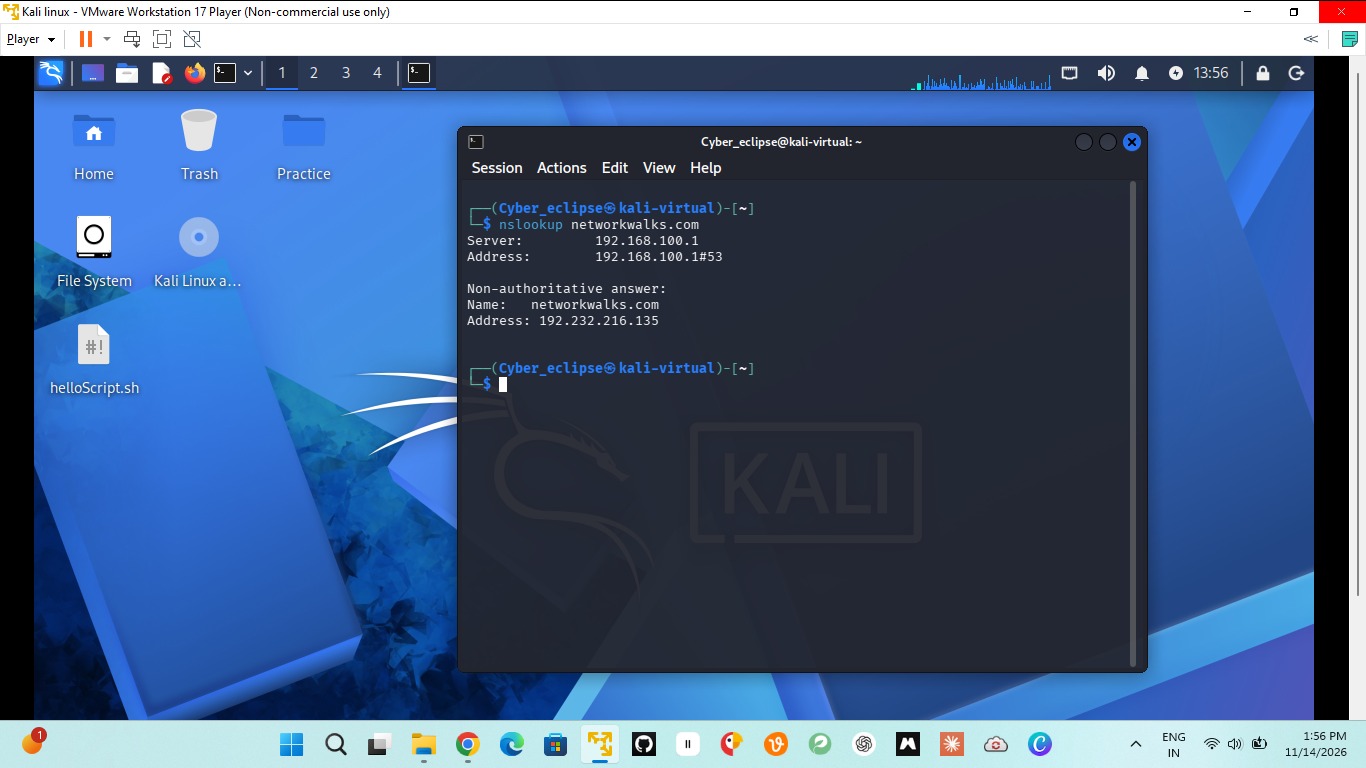 Kali linux - VMware Workstation 17 Player (Non-commercial use only)
Player
1 2 3 4
13:56
Home
Trash
Practice
File System
Kali Linux a...
#!
helloScript.sh
Cyber_eclipse@kali-virtual: ~
Session Actions Edit View Help
┌──(Cyber_eclipse㉿kali-virtual)-[~]
└─$ nslookup networkwalks.com
Server: 192.168.100.1
Address: 192.168.100.1#53
Non-authoritative answer:
Name: networkwalks.com
Address: 192.232.216.135
┌──(Cyber_eclipse㉿kali-virtual)-[~]
└─$
KALI
1
ENG
IN
1:56 PM
11/14/2026